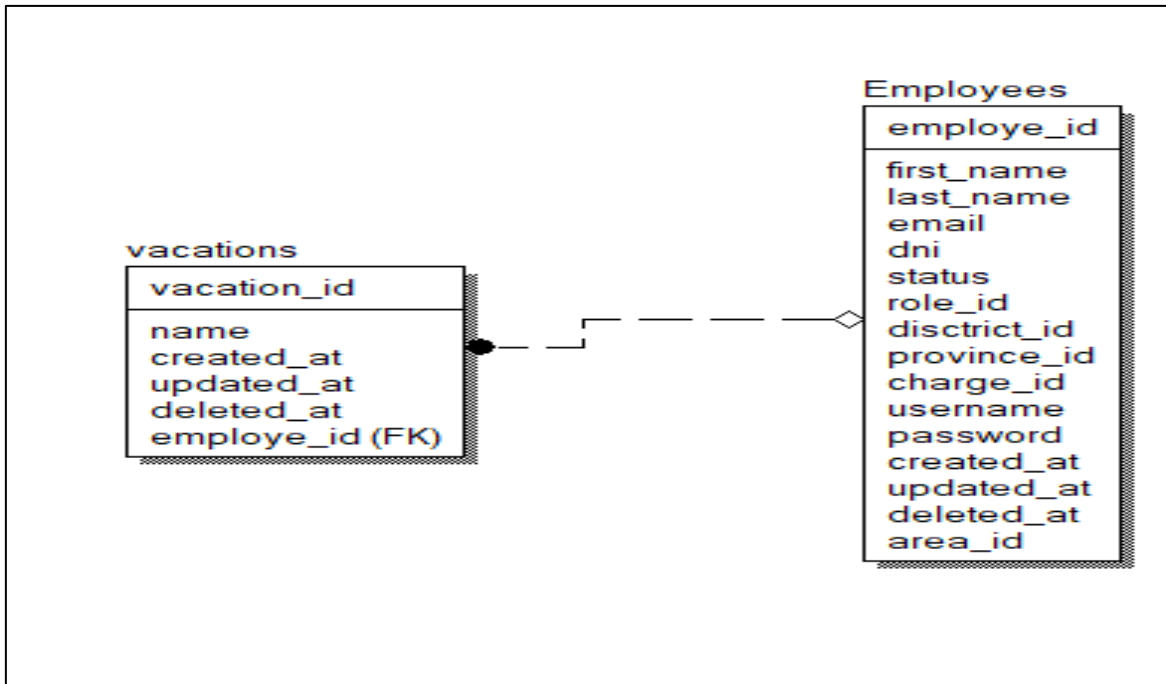 vacations
vacation_id
name
created_at
updated_at
deleted_at
employe_id (FK)
Employees
employe_id
first_name
last_name
email
dni
status
role_id
disctrict_id
province_id
charge_id
username
password
created_at
updated_at
deleted_at
area_id